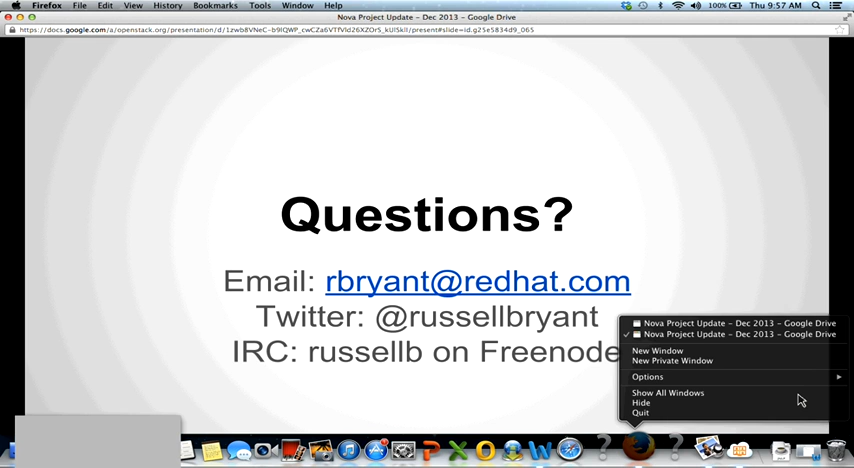 Firefox File Edit View History Bookmarks Tools Window Help 100% Thu 9:57 AM
Nova Project Update - Dec 2013 - Google Drive
Questions?
Email: rbryant@redhat.com
Twitter: @russellbryant
IRC: russellb on Freenode
Nova Project Update - Dec 2013 - Google Drive
✓ Nova Project Update - Dec 2013 - Google Drive
New Window
New Private Window
Options
Show All Windows
Hide
Quit